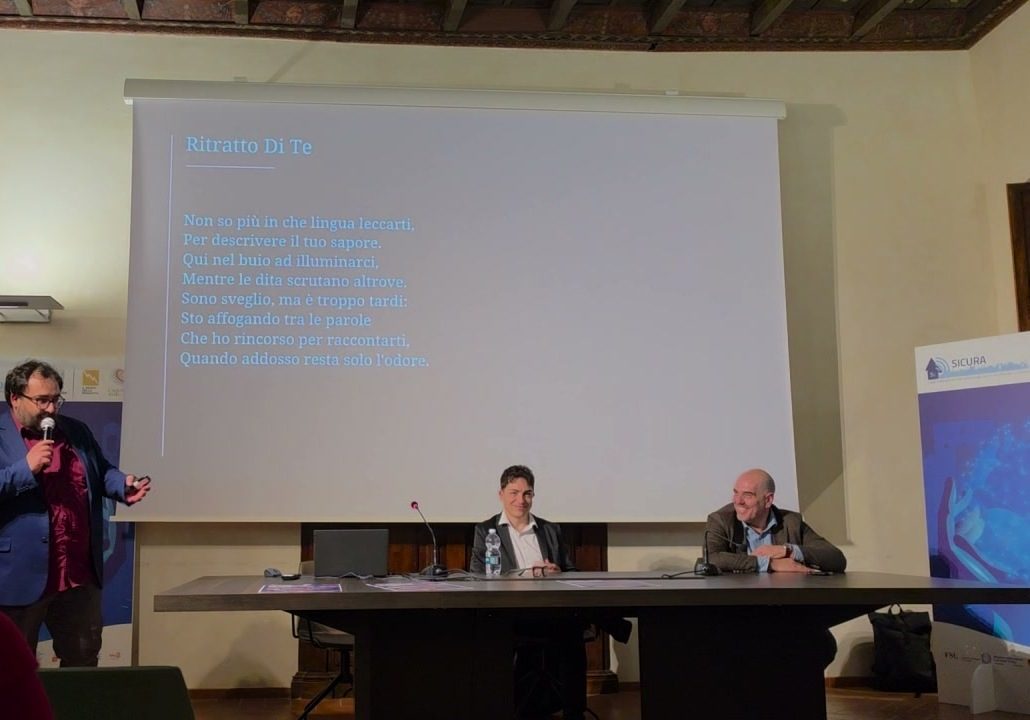 Ritratto Di Te
Non so più in che lingua leccarti,
Per descrivere il tuo sapore.
Qui nel buio ad illuminarci,
Mentre le dita scrutano altrove.
Sono sveglio, ma è troppo tardi:
Sto affogando tra le parole
Che ho rincorso per raccontarti,
Quando addosso resta solo l'odore.
SICURA